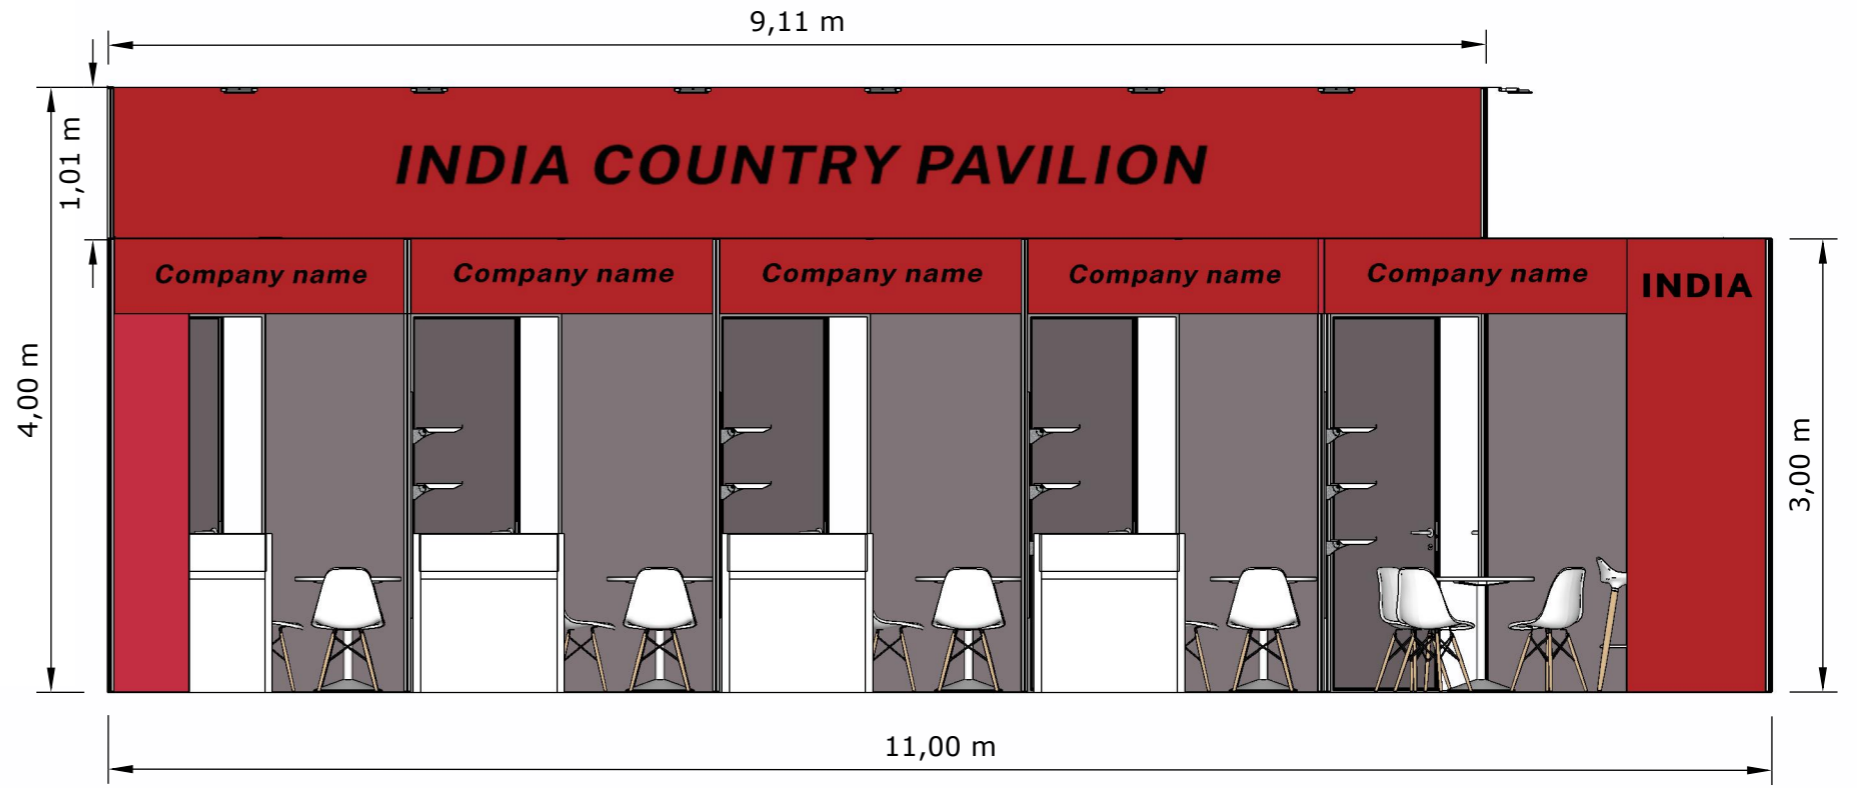 9,11 m
1,01 m
4,00 m
INDIA COUNTRY PAVILION
Company name
Company name
Company name
Company name
Company name
INDIA
3,00 m
11,00 m